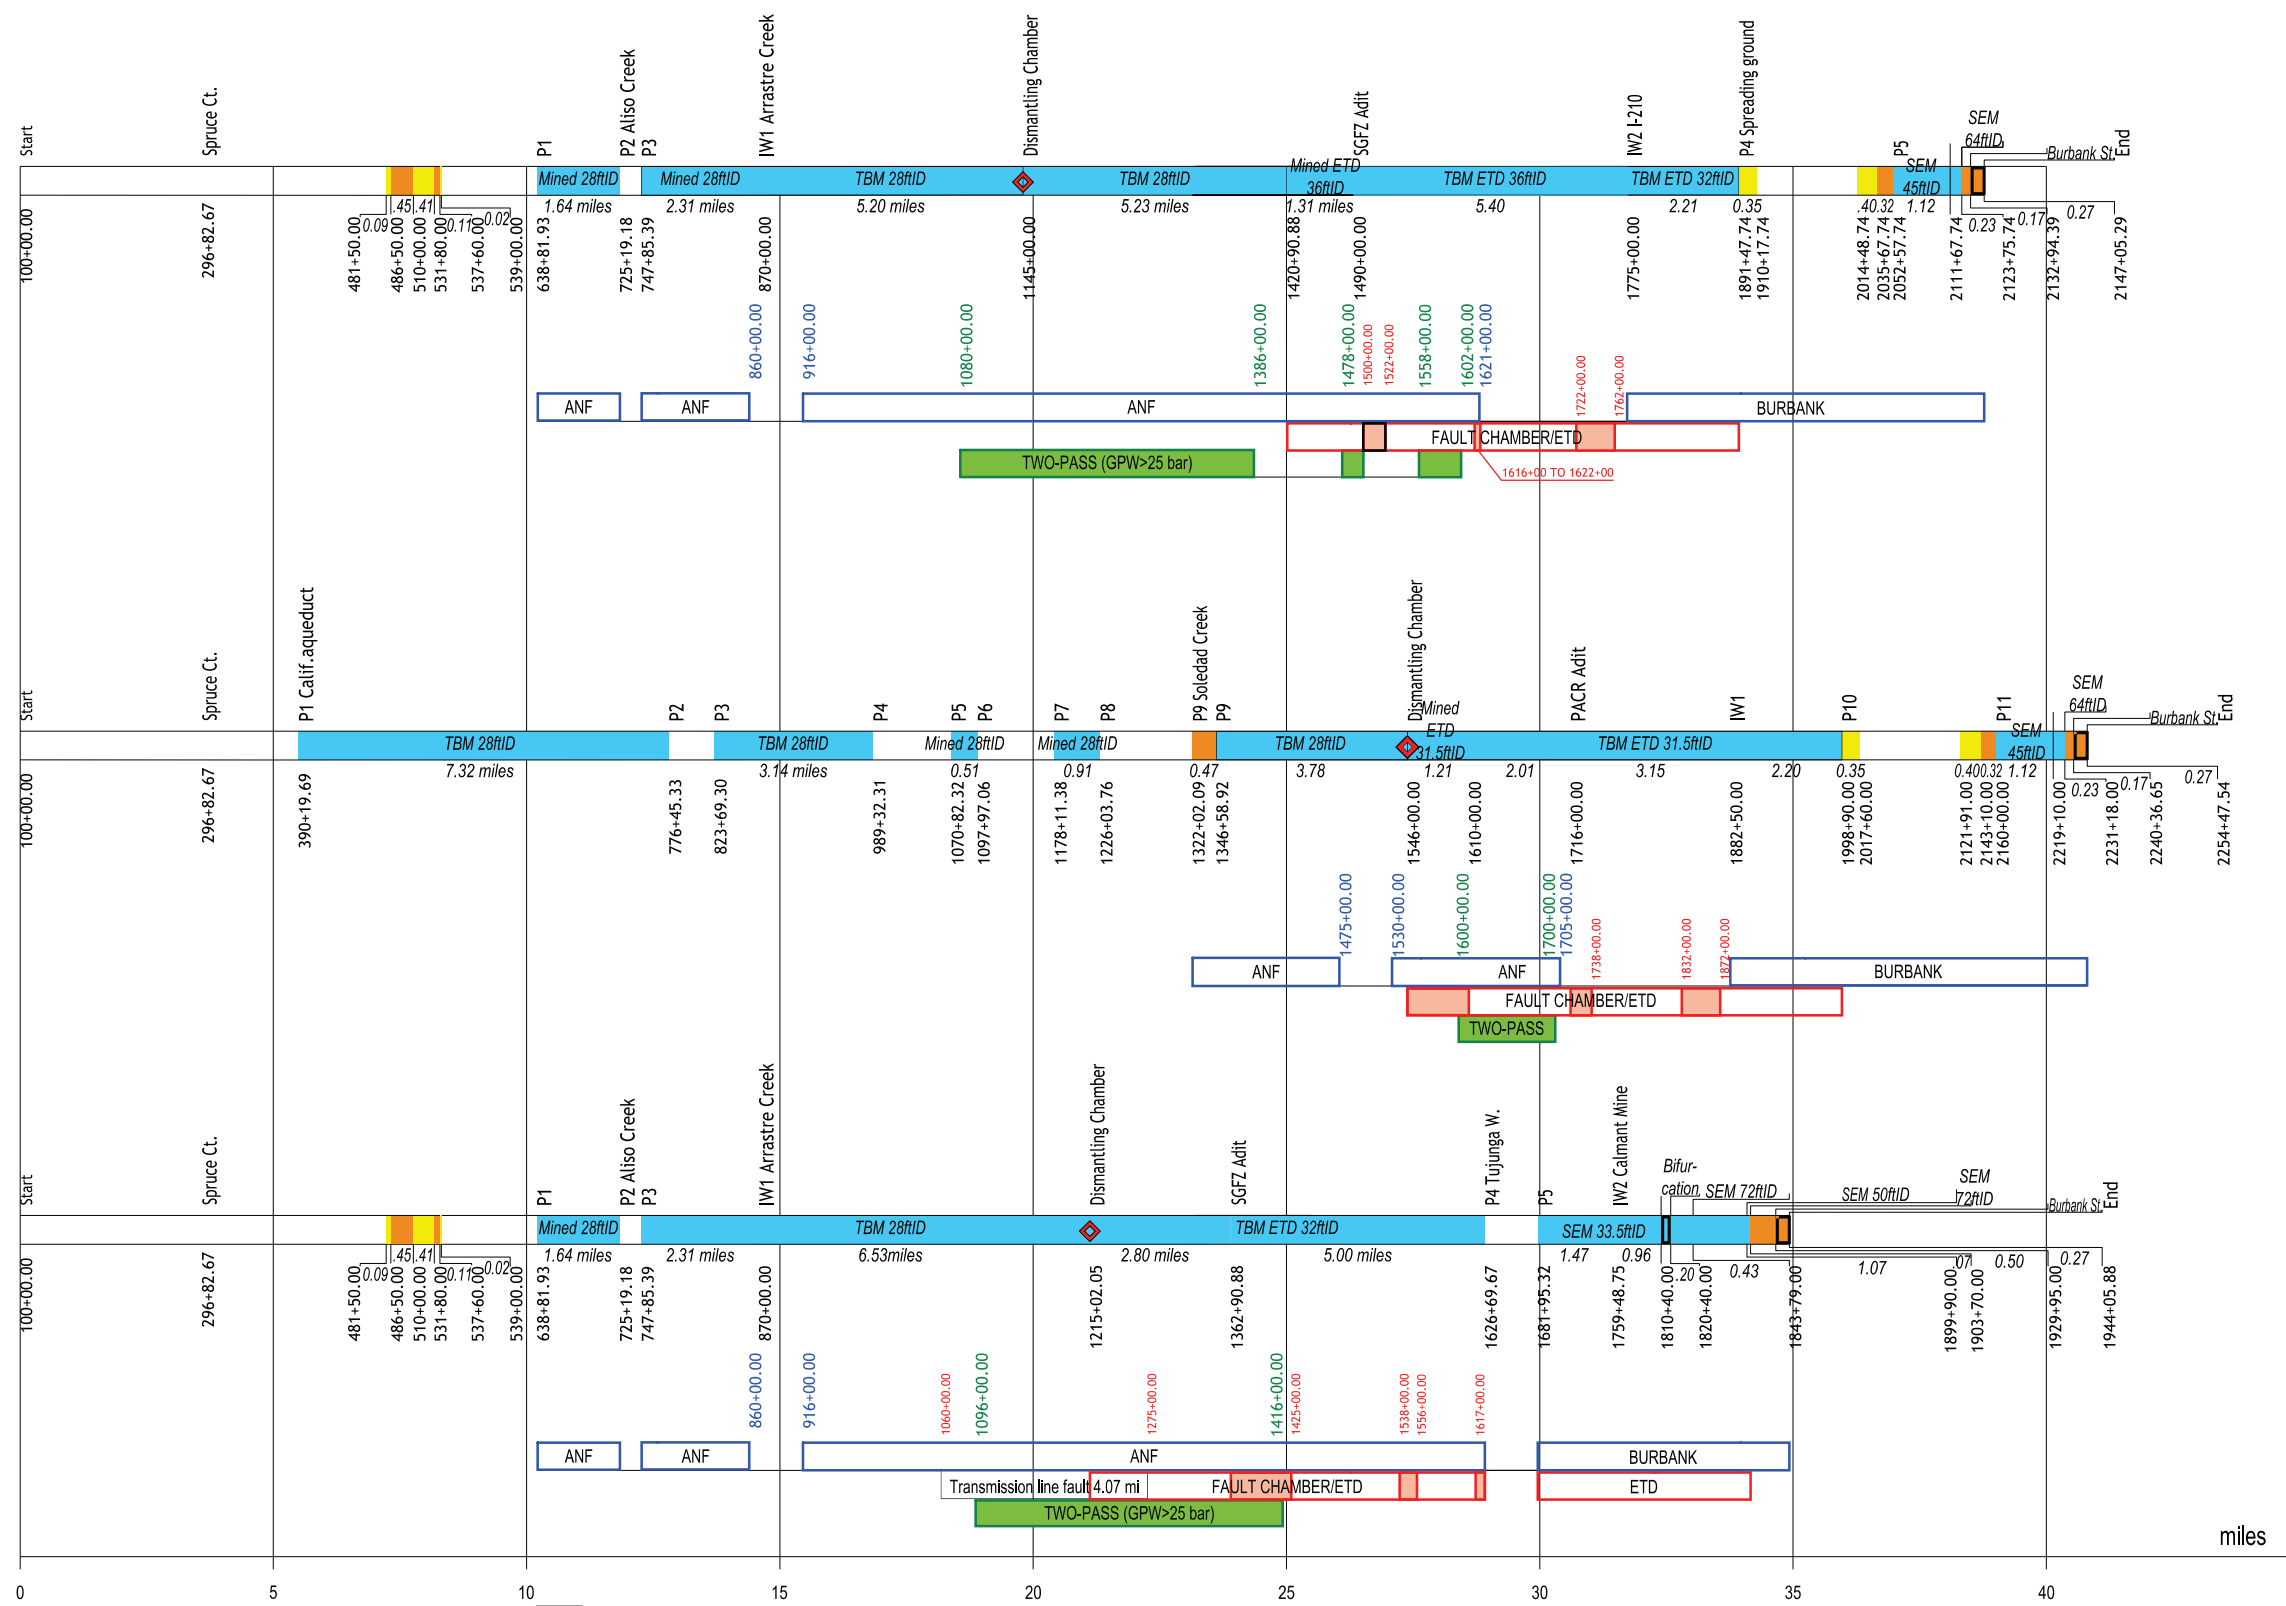 Start
Spruce Ct.
P1
P2 Aliso Creek
P3
IW1 Arrastre Creek
Dismantling Chamber
SGFZ Adit
IW2 I-210
P4 Spreading ground
P5
SEM
64ftID
Burbank St.
End
Mined 28ftID
Mined 28ftID
TBM 28ftID
TBM 28ftID
Mined ETD
36ftID
TBM ETD 36ftID
TBM ETD 32ftID
SEM
45ftID
0.09
.45
.41
0.11
0.02
1.64 miles
2.31 miles
5.20 miles
5.23 miles
1.31 miles
5.40
2.21
0.35
.40
0.32
1.12
0.23
0.17
0.27
100+00.00
296+82.67
481+50.00
486+50.00
510+00.00
531+80.00
537+60.00
539+00.00
638+81.93
725+19.18
747+85.39
870+00.00
1145+00.00
1420+90.88
1490+00.00
1775+00.00
1891+47.74
1910+17.74
2014+48.74
2035+67.74
2052+57.74
2111+67.74
2123+75.74
2132+94.39
2147+05.29
860+00.00
916+00.00
1080+00.00
1386+00.00
1478+00.00
1500+00.00
1522+00.00
1558+00.00
1602+00.00
1621+00.00
1722+00.00
1762+00.00
ANF
ANF
ANF
BURBANK
FAULT CHAMBER/ETD
TWO-PASS (GPW>25 bar)
1616+00 TO 1622+00
Start
Spruce Ct.
P1 Calif.aqueduct
P2
P3
P4
P5
P6
P7
P8
P9 Soledad Creek
P9
Dismantling Chamber
PACR Adit
IW1
P10
P11
SEM
64ftID
Burbank St.
End
TBM 28ftID
TBM 28ftID
Mined 28ftID
Mined 28ftID
TBM 28ftID
Mined
ETD
31.5ftID
TBM ETD 31.5ftID
SEM
45ftID
7.32 miles
3.14 miles
0.51
0.91
0.47
3.78
1.21
2.01
3.15
2.20
0.35
0.40
0.32
1.12
0.23
0.17
0.27
100+00.00
296+82.67
390+19.69
776+45.33
823+69.30
989+32.31
1070+82.32
1097+97.06
1178+11.38
1226+03.76
1322+02.09
1346+58.92
1546+00.00
1610+00.00
1716+00.00
1882+50.00
1998+90.00
2017+60.00
2121+91.00
2143+10.00
2160+00.00
2219+10.00
2231+18.00
2240+36.65
2254+47.54
1475+00.00
1530+00.00
1600+00.00
1700+00.00
1705+00.00
1738+00.00
1832+00.00
1872+00.00
ANF
ANF
BURBANK
FAULT CHAMBER/ETD
TWO-PASS
Start
Spruce Ct.
P1
P2 Aliso Creek
P3
IW1 Arrastre Creek
Dismantling Chamber
SGFZ Adit
P4 Tujunga W.
P5
IW2 Calmant Mine
Bifur-
cation
SEM 72ftID
SEM 50ftID
SEM
72ftID
Burbank St.
End
Mined 28ftID
TBM 28ftID
TBM ETD 32ftID
SEM 33.5ftID
0.09
.45
.41
0.11
0.02
1.64 miles
2.31 miles
6.53miles
2.80 miles
5.00 miles
1.47
0.96
.20
0.43
1.07
.07
0.50
0.27
100+00.00
296+82.67
481+50.00
486+50.00
510+00.00
531+80.00
537+60.00
539+00.00
638+81.93
725+19.18
747+85.39
870+00.00
1215+02.05
1362+90.88
1626+69.67
1681+95.32
1759+48.75
1810+40.00
1820+40.00
1843+79.00
1899+90.00
1903+70.00
1929+95.00
1944+05.88
860+00.00
916+00.00
1060+00.00
1096+00.00
1275+00.00
1416+00.00
1425+00.00
1538+00.00
1556+00.00
1617+00.00
ANF
ANF
ANF
BURBANK
Transmission line fault 4.07 mi
FAULT CHAMBER/ETD
ETD
TWO-PASS (GPW>25 bar)
miles
0
5
10
15
20
25
30
35
40